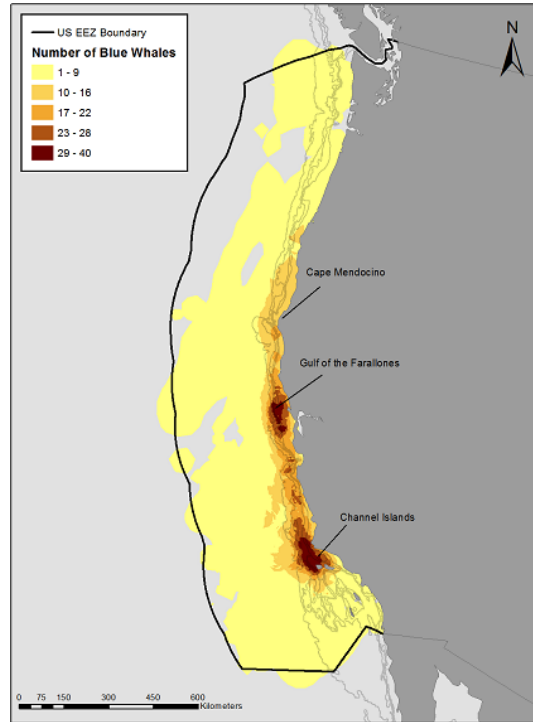 US EEZ Boundary
Number of Blue Whales
1 - 9
10 - 16
17 - 22
23 - 28
29 - 40
N
Cape Mendocino
Gulf of the Farallones
Channel Islands
0 75 150 300 450 600
Kilometers